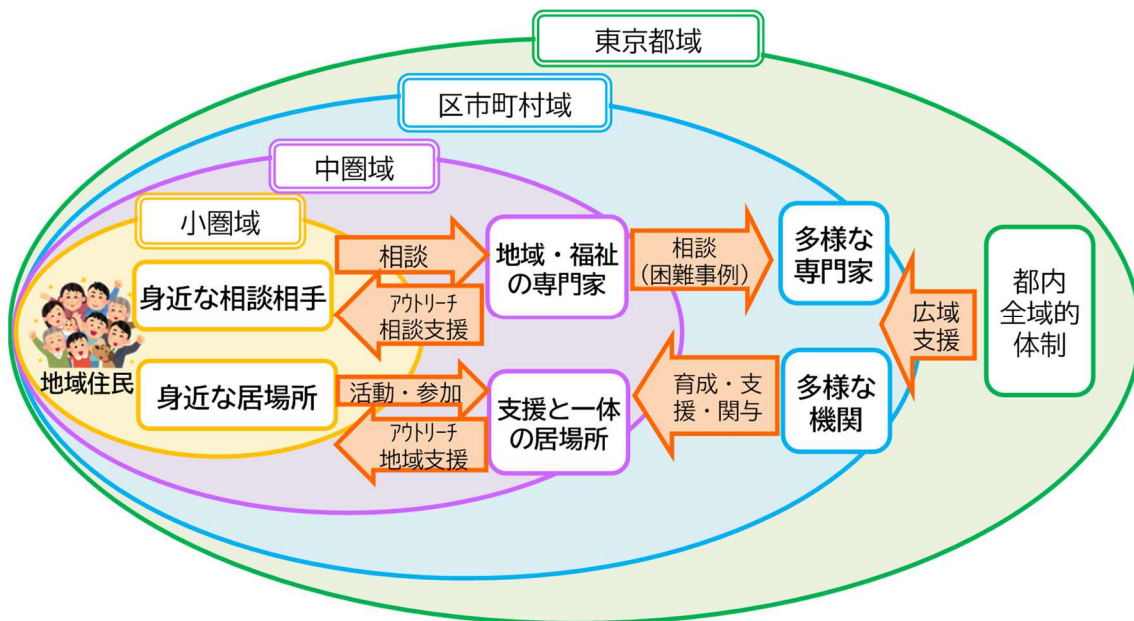 東京都域
区市町村域
中圏域
小圏域
身近な相談相手
地域住民
身近な居場所
相談
ｱｳﾄﾘｰﾁ
相談支援
活動・参加
ｱｳﾄﾘｰﾁ
地域支援
地域・福祉
の専門家
支援と一体
の居場所
相談
(困難事例)
育成・支
援・関与
多様な
専門家
多様な
機関
広域
支援
都内
全域的
体制